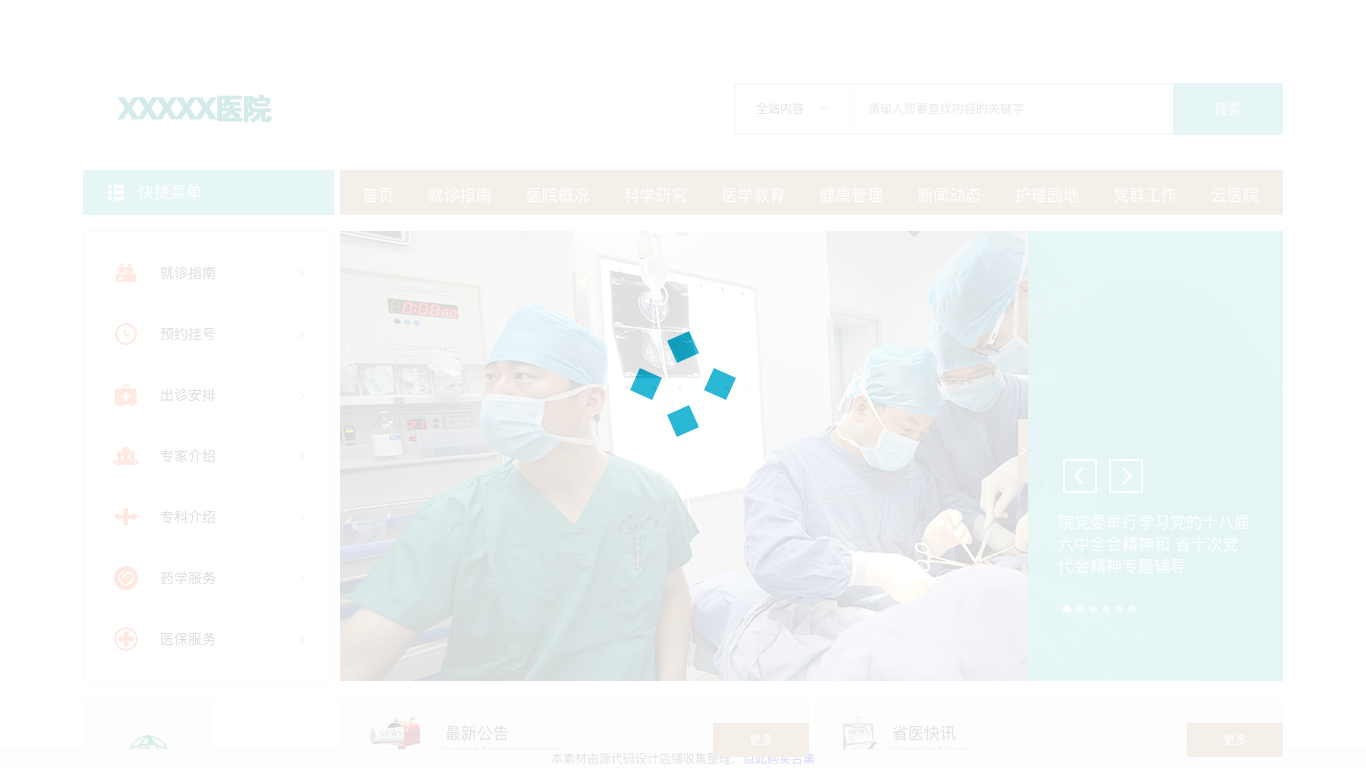 XXXXX医院
全站内容
请输入您要查找内容的关键字
搜索
快捷菜单
首页 就诊指南 医院概况 科学研究 医学教育 健康管理 新闻动态 护理园地 党群工作 云医院
就诊指南
预约挂号
出诊安排
专家介绍
专科介绍
药学服务
医保服务
院党委举行学习党的十八届
六中全会精神和 省十次党
代会精神专题辅导
NEWS
最新公告
更多
NEWS
省医快讯
更多
本素材由源代码设计店铺收集整理，点此购买合集